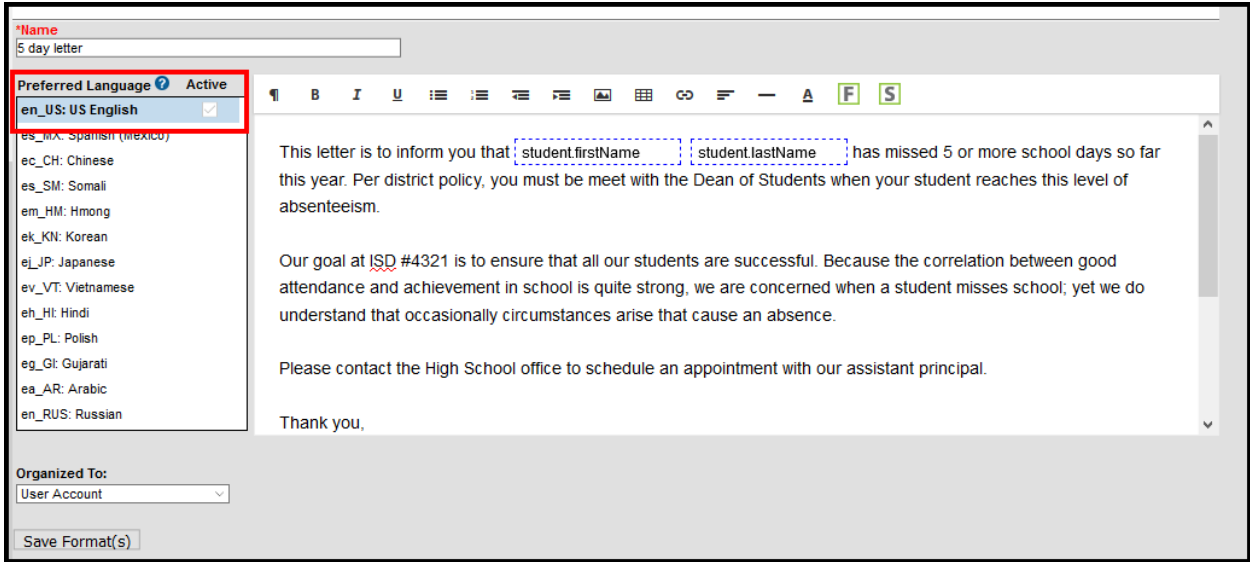 *Name
5 day letter
Preferred Language ? Active
en_US: US English
es_MX: Spanish (Mexico)
ec_CH: Chinese
es_SM: Somali
em_HM: Hmong
ek_KN: Korean
ej_JP: Japanese
ev_VT: Vietnamese
eh_HI: Hindi
ep_PL: Polish
eg_GI: Gujarati
ea_AR: Arabic
en_RUS: Russian
¶ B I U A F S
This letter is to inform you that student.firstName student.lastName has missed 5 or more school days so far
this year. Per district policy, you must be meet with the Dean of Students when your student reaches this level of
absenteeism.
Our goal at ISD #4321 is to ensure that all our students are successful. Because the correlation between good
attendance and achievement in school is quite strong, we are concerned when a student misses school; yet we do
understand that occasionally circumstances arise that cause an absence.
Please contact the High School office to schedule an appointment with our assistant principal.
Thank you,
Organized To:
User Account
Save Format(s)